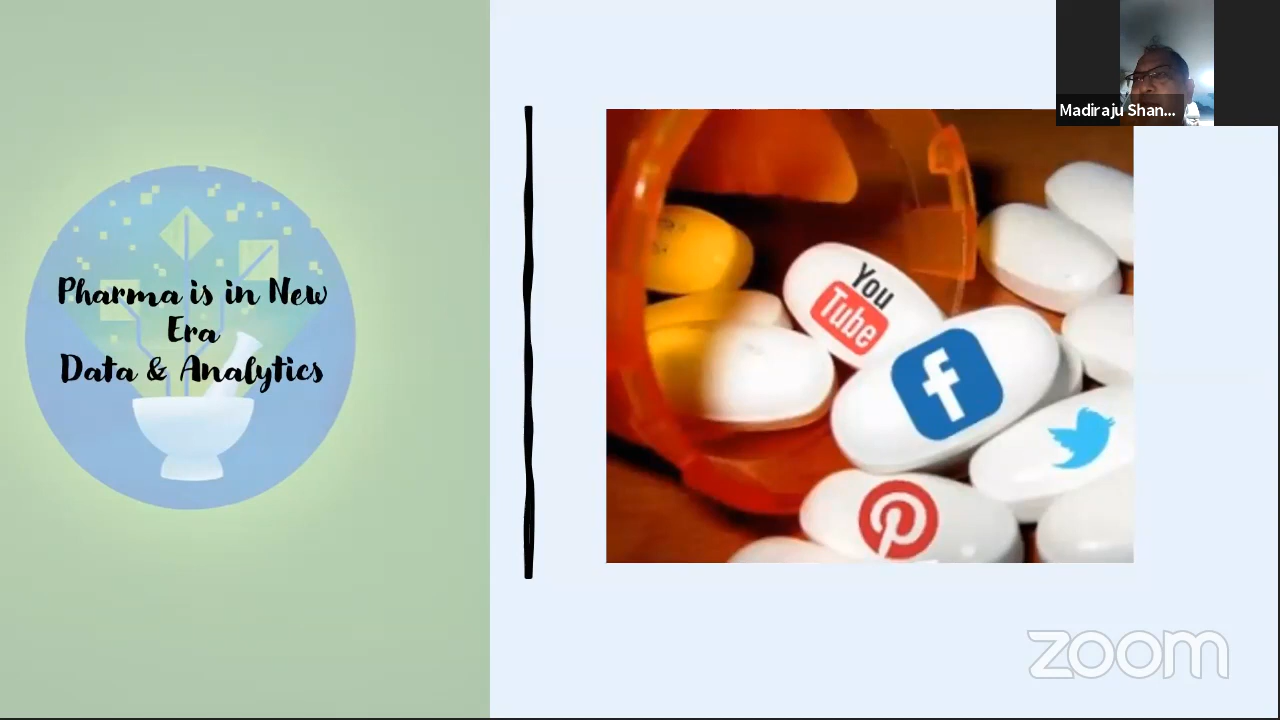 Pharma is in New
Era
Data & Analytics
Madiraju Shan...
You
Tube
zoom